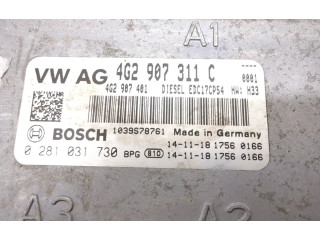 A1
VW AG 4G2 907 311 C 0001
4G2 907 401 DIESEL EDC17CP54 HW: H33
BOSCH 1039S78761 Made in Germany
14-11-18 1756 0166
0 281 031 730 BPG 810 14-11-18 1756 0166
A3 A2